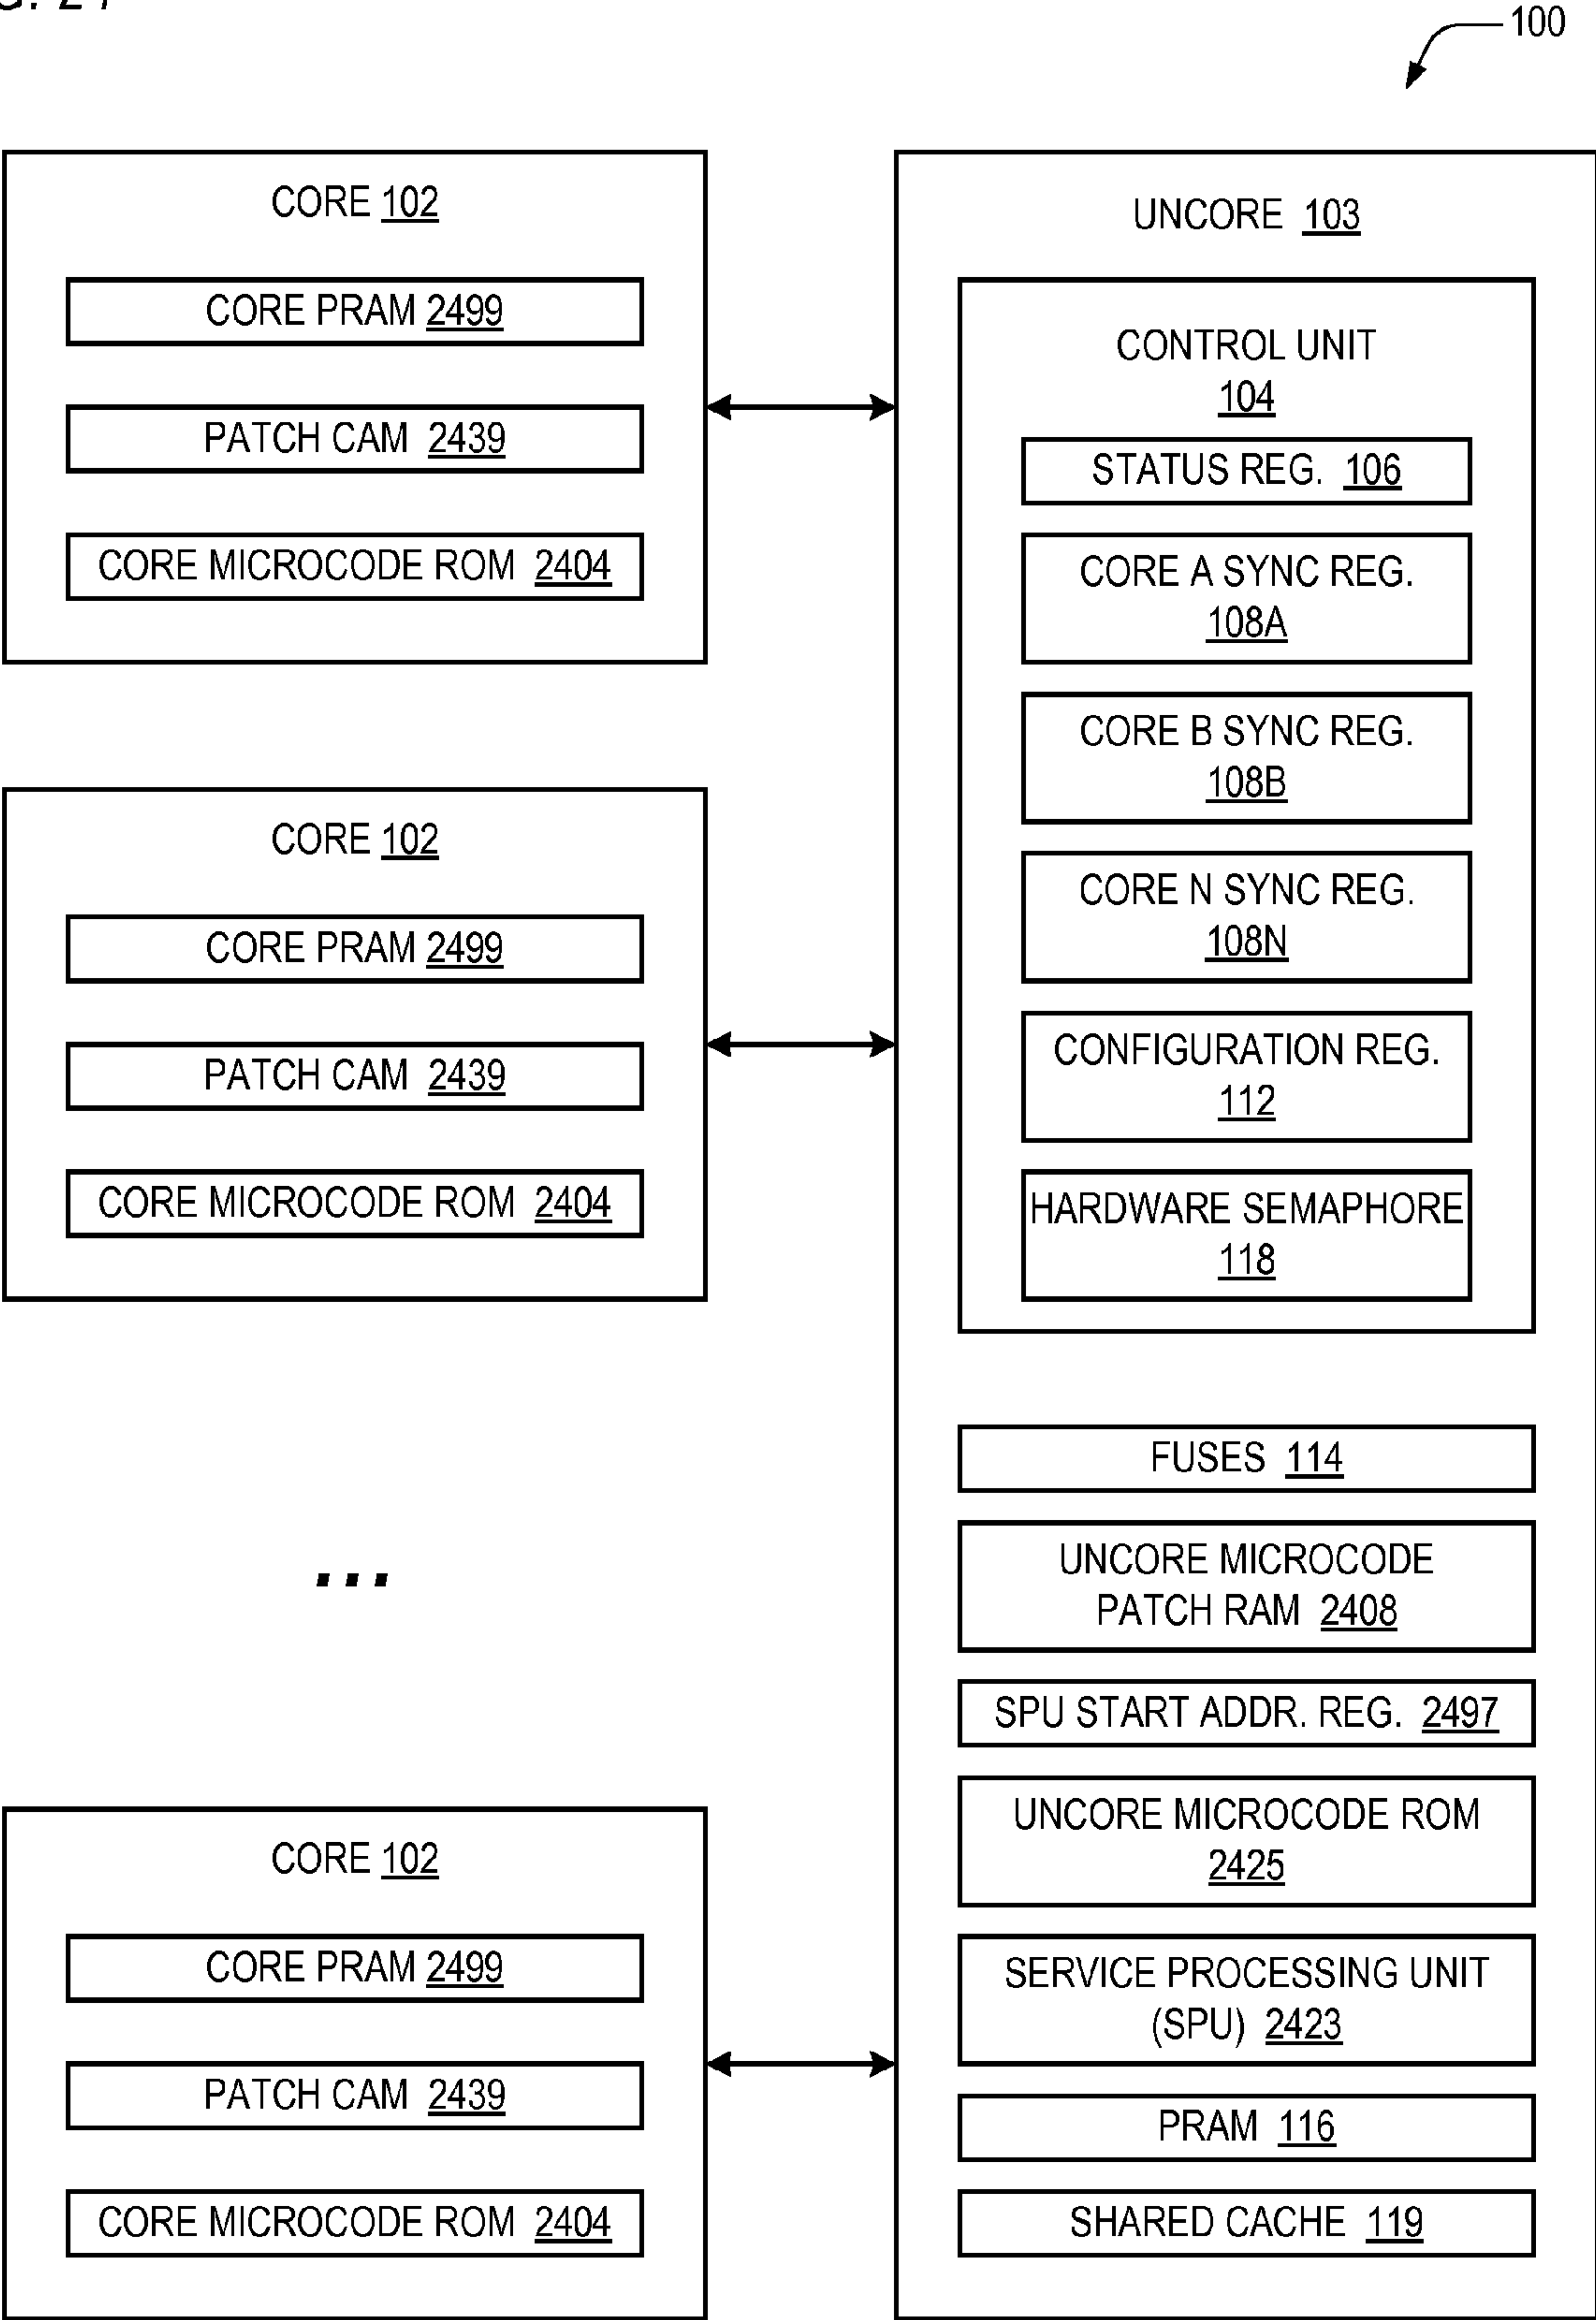 100
CORE 102
CORE PRAM 2499
PATCH CAM 2439
CORE MICROCODE ROM 2404
CORE 102
CORE PRAM 2499
PATCH CAM 2439
CORE MICROCODE ROM 2404
...
CORE 102
CORE PRAM 2499
PATCH CAM 2439
CORE MICROCODE ROM 2404
UNCORE 103
CONTROL UNIT
104
STATUS REG. 106
CORE A SYNC REG.
108A
CORE B SYNC REG.
108B
CORE N SYNC REG.
108N
CONFIGURATION REG.
112
HARDWARE SEMAPHORE
118
FUSES 114
UNCORE MICROCODE
PATCH RAM 2408
SPU START ADDR. REG. 2497
UNCORE MICROCODE ROM
2425
SERVICE PROCESSING UNIT
(SPU) 2423
PRAM 116
SHARED CACHE 119